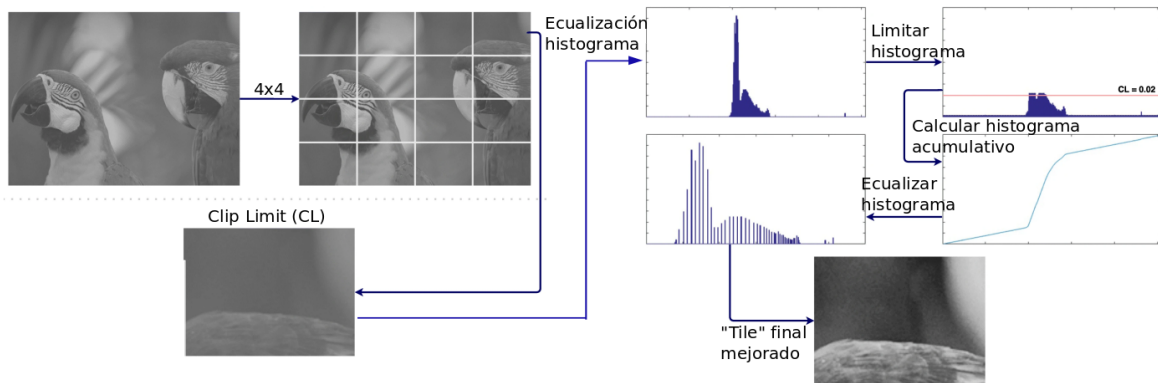 4x4
Ecualización
histograma
Limitar
histograma
CL = 0.02
Calcular histograma
acumulativo
Ecualizar
histograma
Clip Limit (CL)
"Tile" final
mejorado